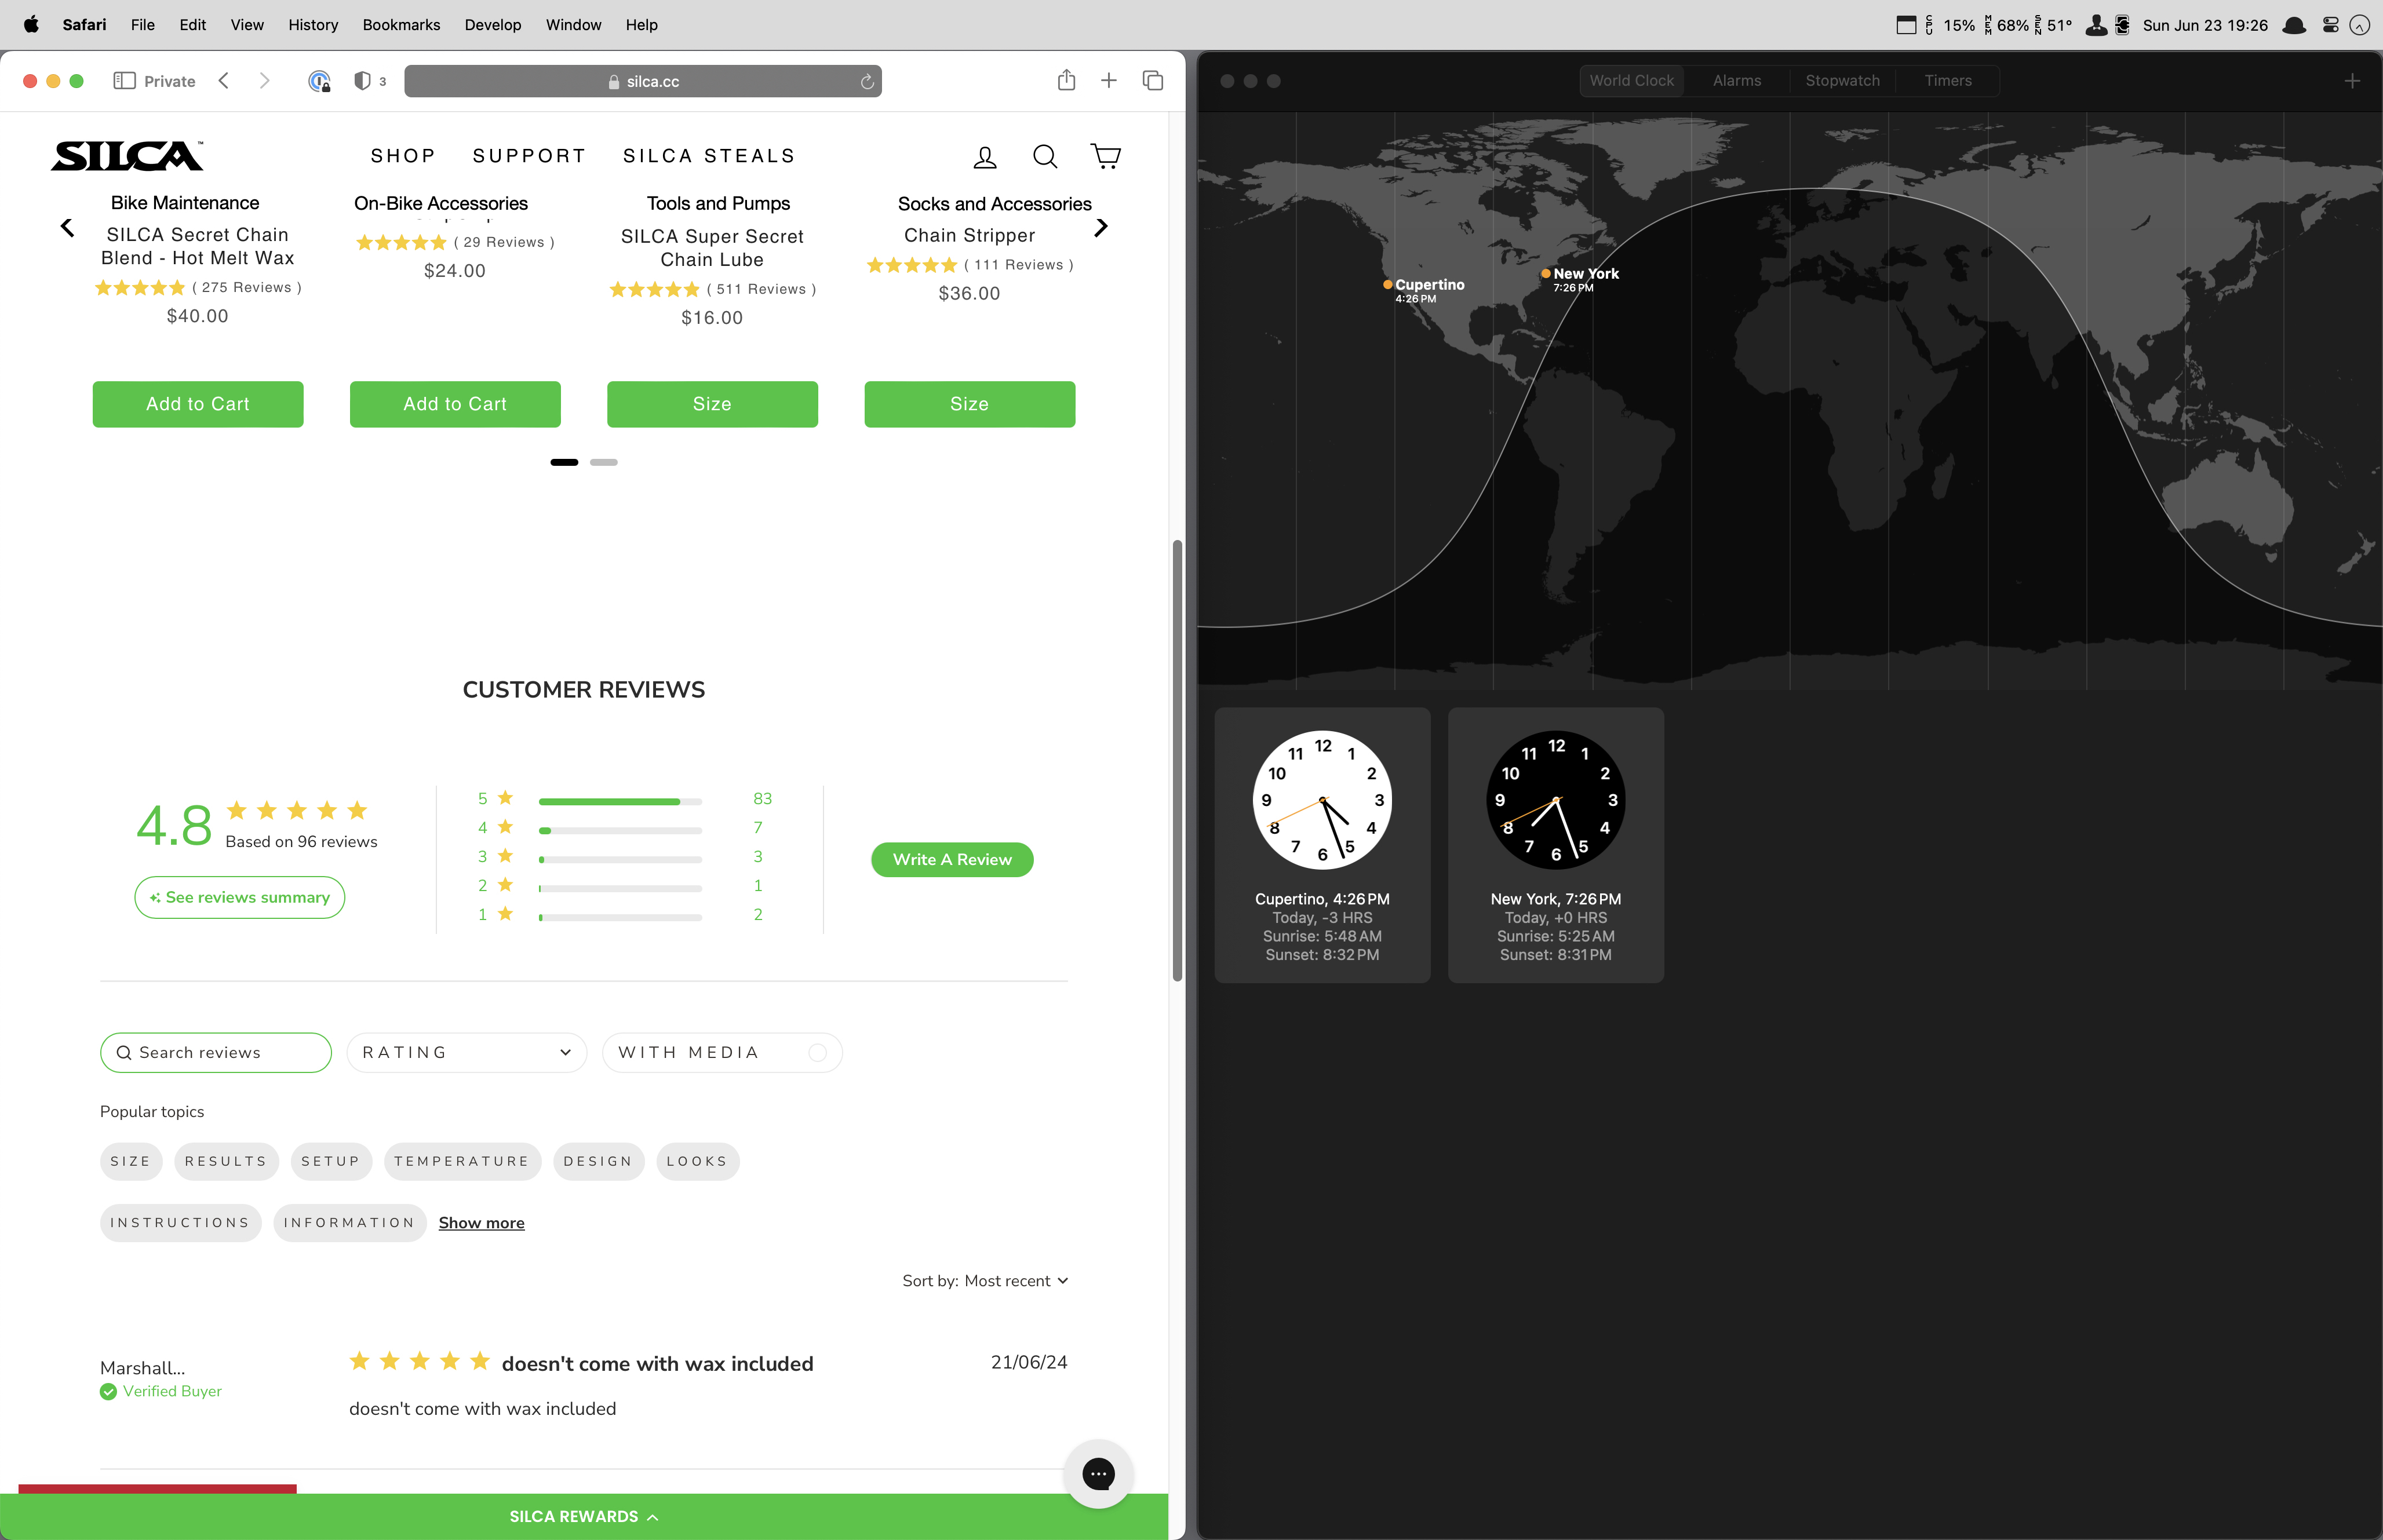 Safari File Edit View History Bookmarks Develop Window Help
CPU 15% MEM 68% SEN 51° Sun Jun 23 19:26
Private
3
silca.cc
SILCA™
SHOP SUPPORT SILCA STEALS
Bike Maintenance
On-Bike Accessories
Tools and Pumps
Socks and Accessories
SILCA Secret Chain
Blend - Hot Melt Wax
( 275 Reviews )
$40.00
( 29 Reviews )
$24.00
SILCA Super Secret
Chain Lube
( 511 Reviews )
$16.00
Chain Stripper
( 111 Reviews )
$36.00
Add to Cart
Add to Cart
Size
Size
CUSTOMER REVIEWS
4.8
Based on 96 reviews
See reviews summary
5 83
4 7
3 3
2 1
1 2
Write A Review
Search reviews
RATING
WITH MEDIA
Popular topics
SIZE RESULTS SETUP TEMPERATURE DESIGN LOOKS
INSTRUCTIONS INFORMATION Show more
Sort by: Most recent
Marshall...
Verified Buyer
doesn't come with wax included
21/06/24
doesn't come with wax included
SILCA REWARDS
World Clock Alarms Stopwatch Timers
Cupertino
4:26 PM
New York
7:26 PM
12
1
2
3
4
5
6
7
8
9
10
11
Cupertino, 4:26 PM
Today, -3 HRS
Sunrise: 5:48 AM
Sunset: 8:32 PM
12
1
2
3
4
5
6
7
8
9
10
11
New York, 7:26 PM
Today, +0 HRS
Sunrise: 5:25 AM
Sunset: 8:31 PM